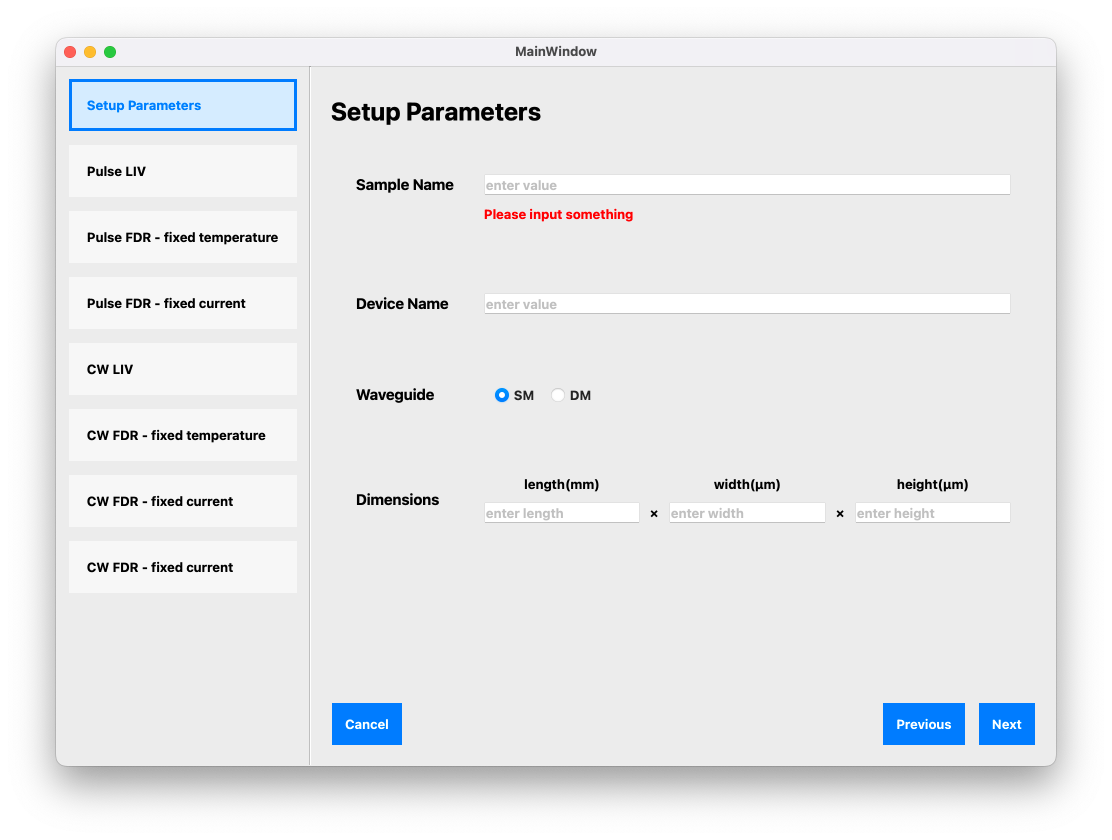 MainWindow
Setup Parameters
Pulse LIV
Pulse FDR - fixed temperature
Pulse FDR - fixed current
CW LIV
CW FDR - fixed temperature
CW FDR - fixed current
CW FDR - fixed current
Setup Parameters
Sample Name enter value
Please input something
Device Name enter value
Waveguide SM DM
length(mm) width(μm) height(μm)
Dimensions enter length × enter width × enter height
Cancel Previous Next